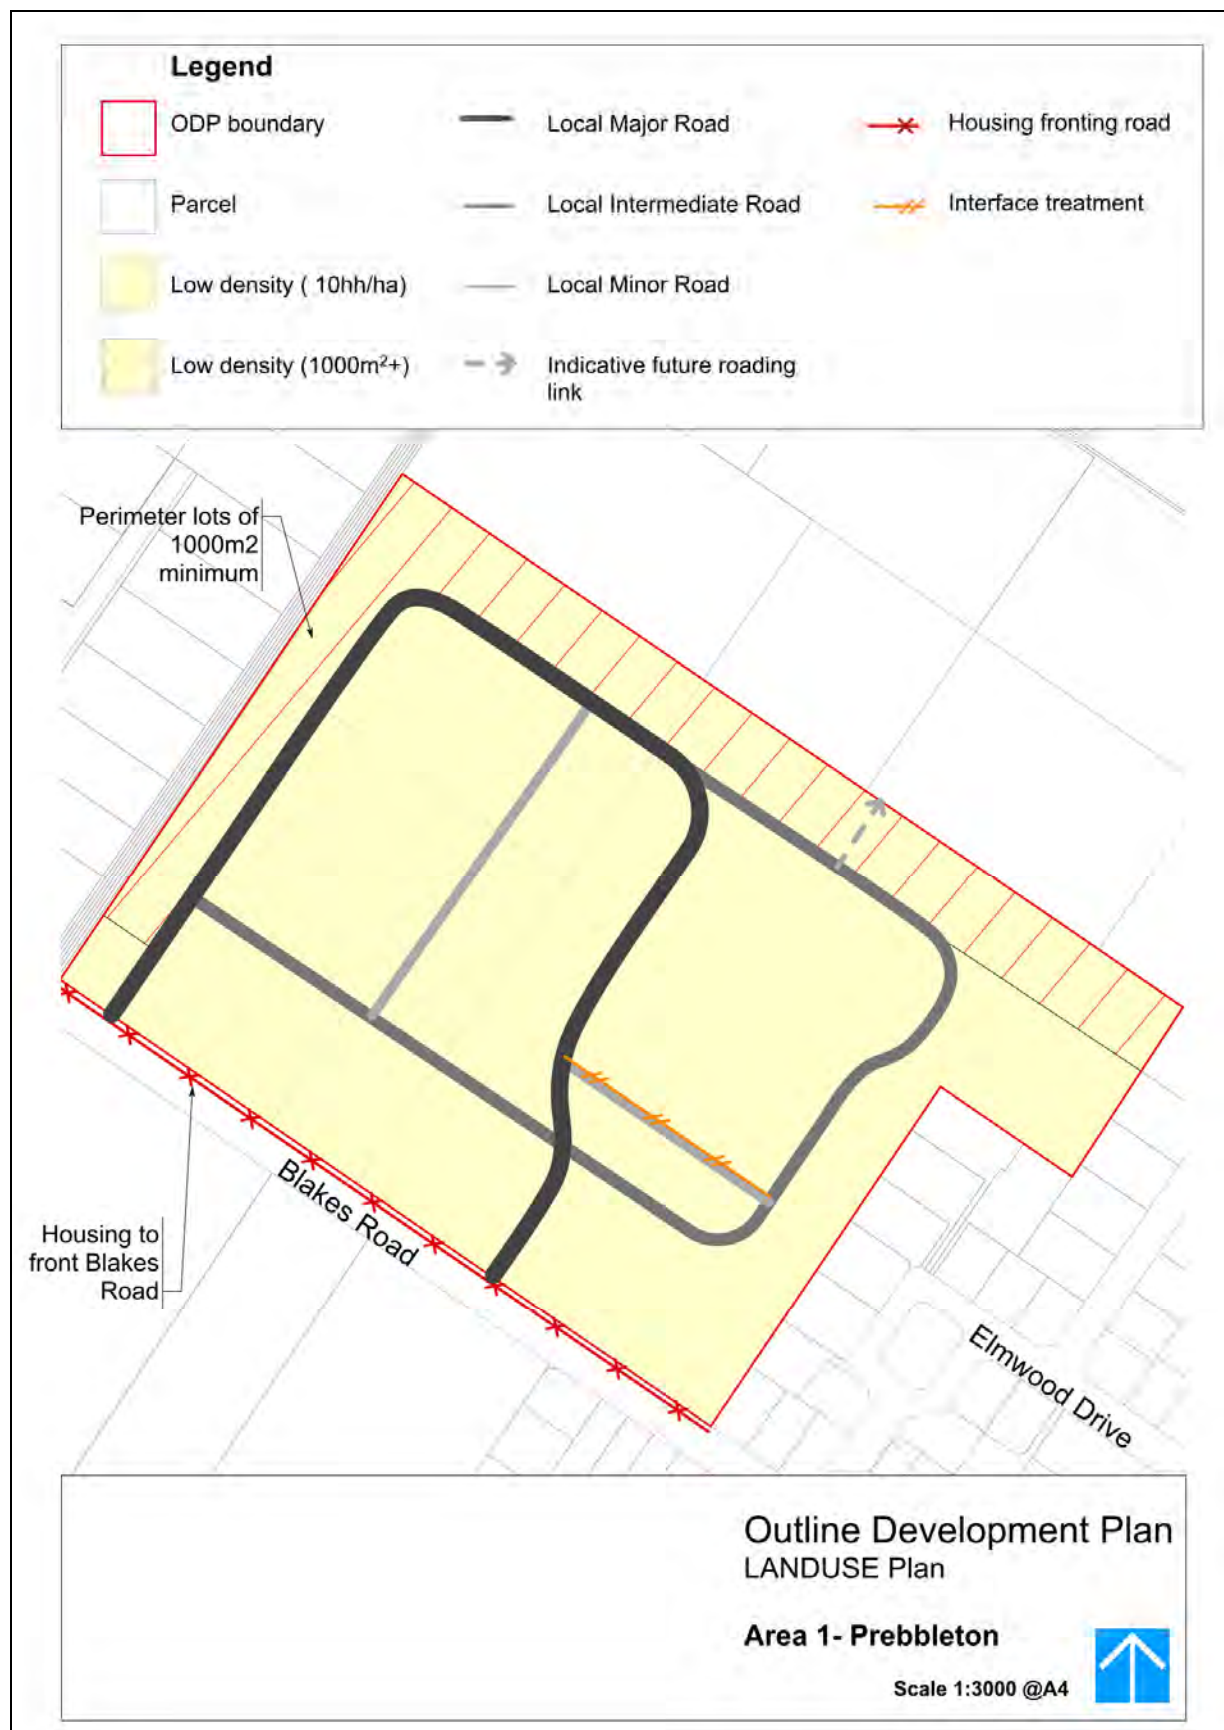 Legend
ODP boundary
Parcel
Low density ( 10hh/ha)
Low density (1000m²+)
Local Major Road
Local Intermediate Road
Local Minor Road
Indicative future roading
link
Housing fronting road
Interface treatment
Perimeter lots of
1000m2
minimum
Housing to
front Blakes
Road
Blakes Road
Elmwood Drive
Outline Development Plan
LANDUSE Plan
Area 1- Prebbleton
Scale 1:3000 @A4